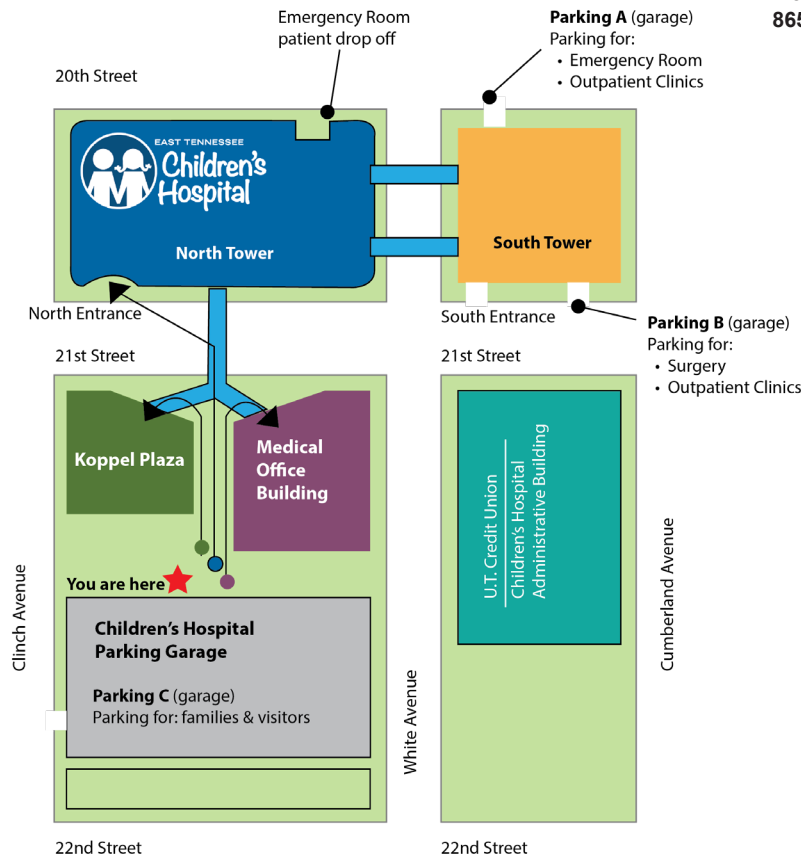 Emergency Room
patient drop off
Parking A (garage)
Parking for:
• Emergency Room
• Outpatient Clinics
865
20th Street
EAST TENNESSEE
Children's
Hospital
North Tower
South Tower
North Entrance
South Entrance
Parking B (garage)
Parking for:
• Surgery
• Outpatient Clinics
21st Street
21st Street
Koppel Plaza
Medical
Office
Building
U.T. Credit Union
Children's Hospital
Administrative Building
You are here
Clinch Avenue
Children's Hospital
Parking Garage
Parking C (garage)
Parking for: families & visitors
White Avenue
Cumberland Avenue
22nd Street
22nd Street